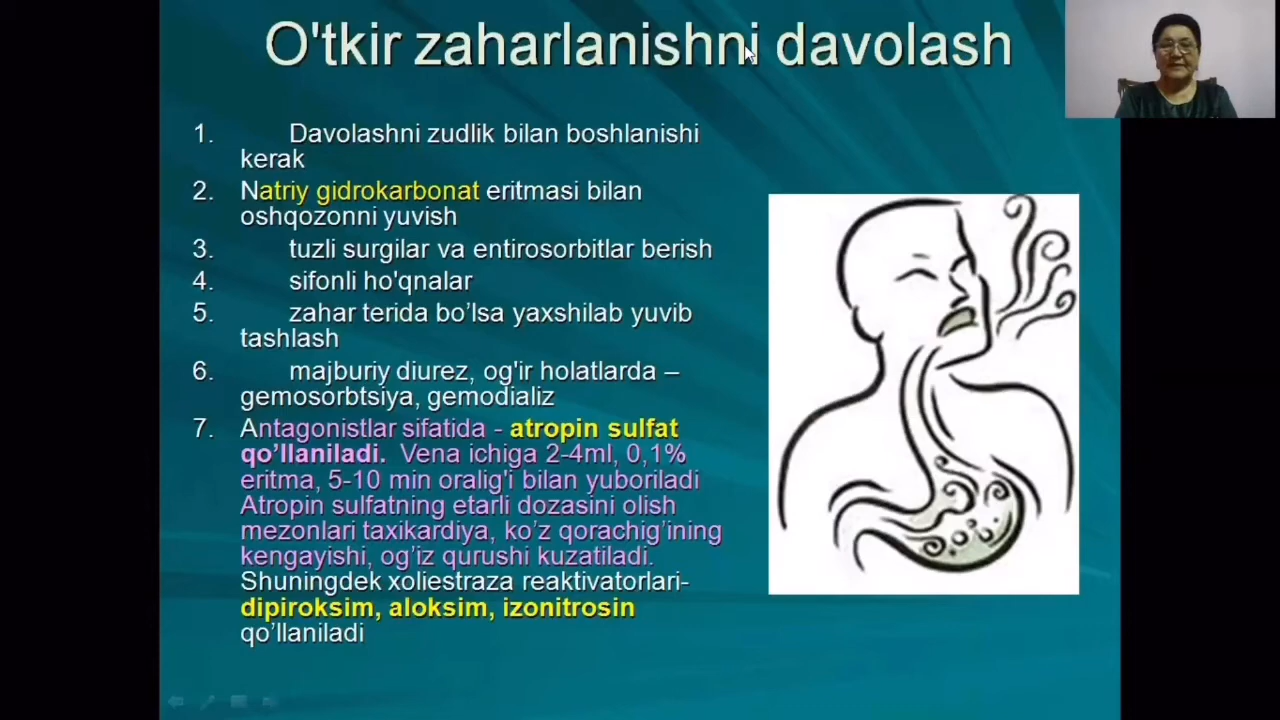 O'tkir zaharlanishni davolash
1. Davolashni zudlik bilan boshlanishi
kerak
2. Natriy gidrokarbonat eritmasi bilan
oshqozonni yuvish
3. tuzli surgilar va entirosorbitlar berish
4. sifonli ho'qnalar
5. zahar terida bo’lsa yaxshilab yuvib
tashlash
6. majburiy diurez, og'ir holatlarda –
gemosorbtsiya, gemodializ
7. Antagonistlar sifatida - atropin sulfat
qo’llaniladi. Vena ichiga 2-4ml, 0,1%
eritma, 5-10 min oralig'i bilan yuboriladi
Atropin sulfatning etarli dozasini olish
mezonlari taxikardiya, ko’z qorachig’ining
kengayishi, og’iz qurushi kuzatiladi.
Shuningdek xoliestraza reaktivatorlari-
dipiroksim, aloksim, izonitrosin
qo’llaniladi